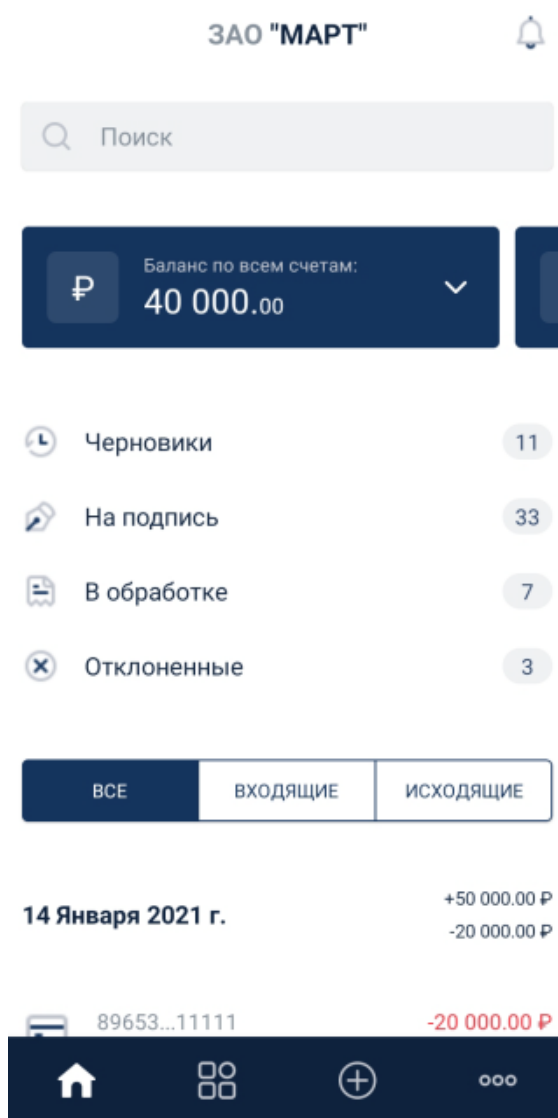 ЗАО "МАРТ"
Поиск
₽
Баланс по всем счетам:
40 000.00
Черновики 11
На подпись 33
В обработке 7
Отклоненные 3
ВСЕ ВХОДЯЩИЕ ИСХОДЯЩИЕ
+50 000.00 ₽
14 Января 2021 г.
-20 000.00 ₽
89653...11111 -20 000.00 ₽